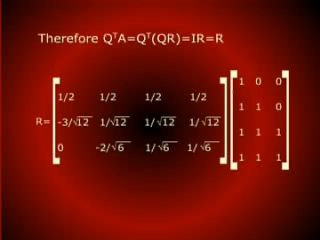 Therefore QᵀA=Qᵀ(QR)=IR=R
1 0 0
1/2 1/2 1/2 1/2
1 1 0
R= -3/√12 1/√12 1/√12 1/√12
1 1 1
0 -2/√6 1/√6 1/√6
1 1 1